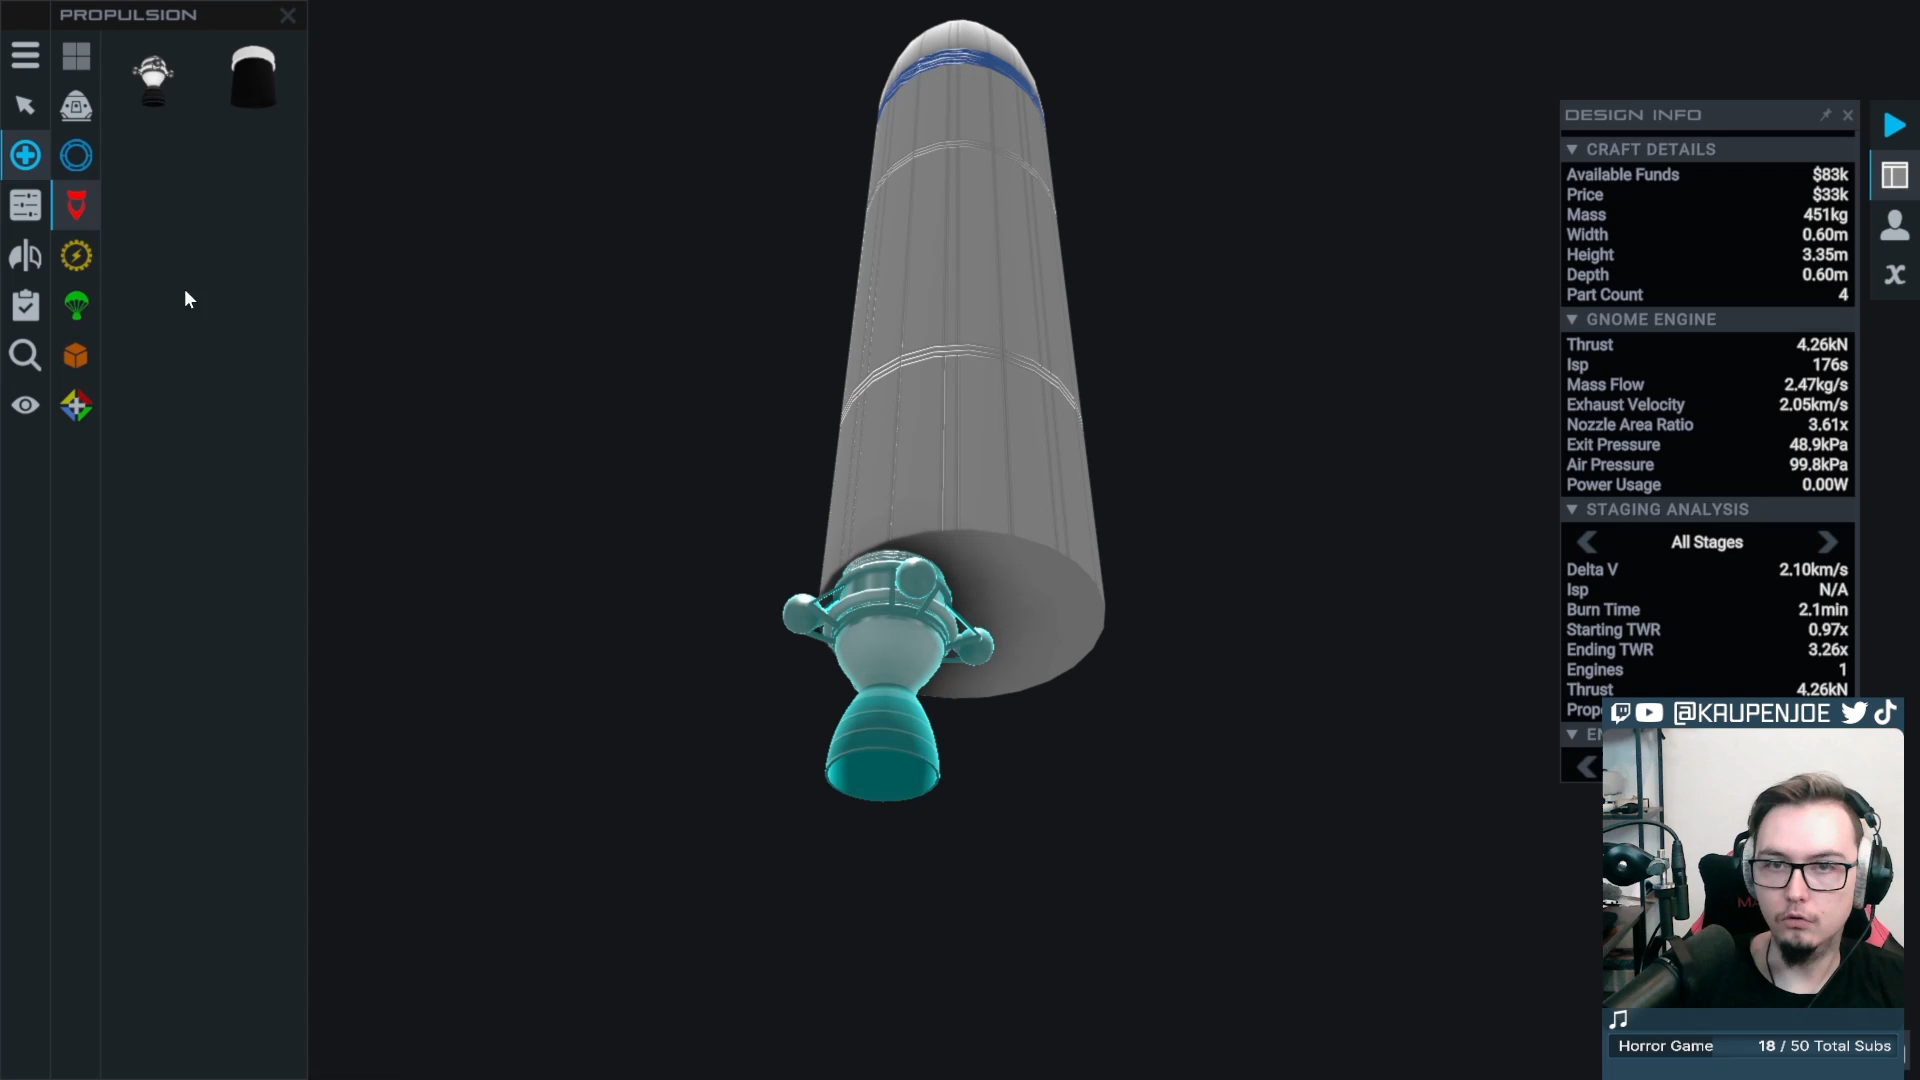 PROPULSION
DESIGN INFO
CRAFT DETAILS
Available Funds $83k
Price $33k
Mass 451kg
Width 0.60m
Height 3.35m
Depth 0.60m
Part Count 4
GNOME ENGINE
Thrust 4.26kN
Isp 176s
Mass Flow 2.47kg/s
Exhaust Velocity 2.05km/s
Nozzle Area Ratio 3.61x
Exit Pressure 48.9kPa
Air Pressure 99.8kPa
Power Usage 0.00W
STAGING ANALYSIS
All Stages
Delta V 2.10km/s
Isp N/A
Burn Time 2.1min
Starting TWR 0.97x
Ending TWR 3.26x
Engines 1
Thrust 4.26kN
@KAUPENJOE
Horror Game 18 / 50 Total Subs